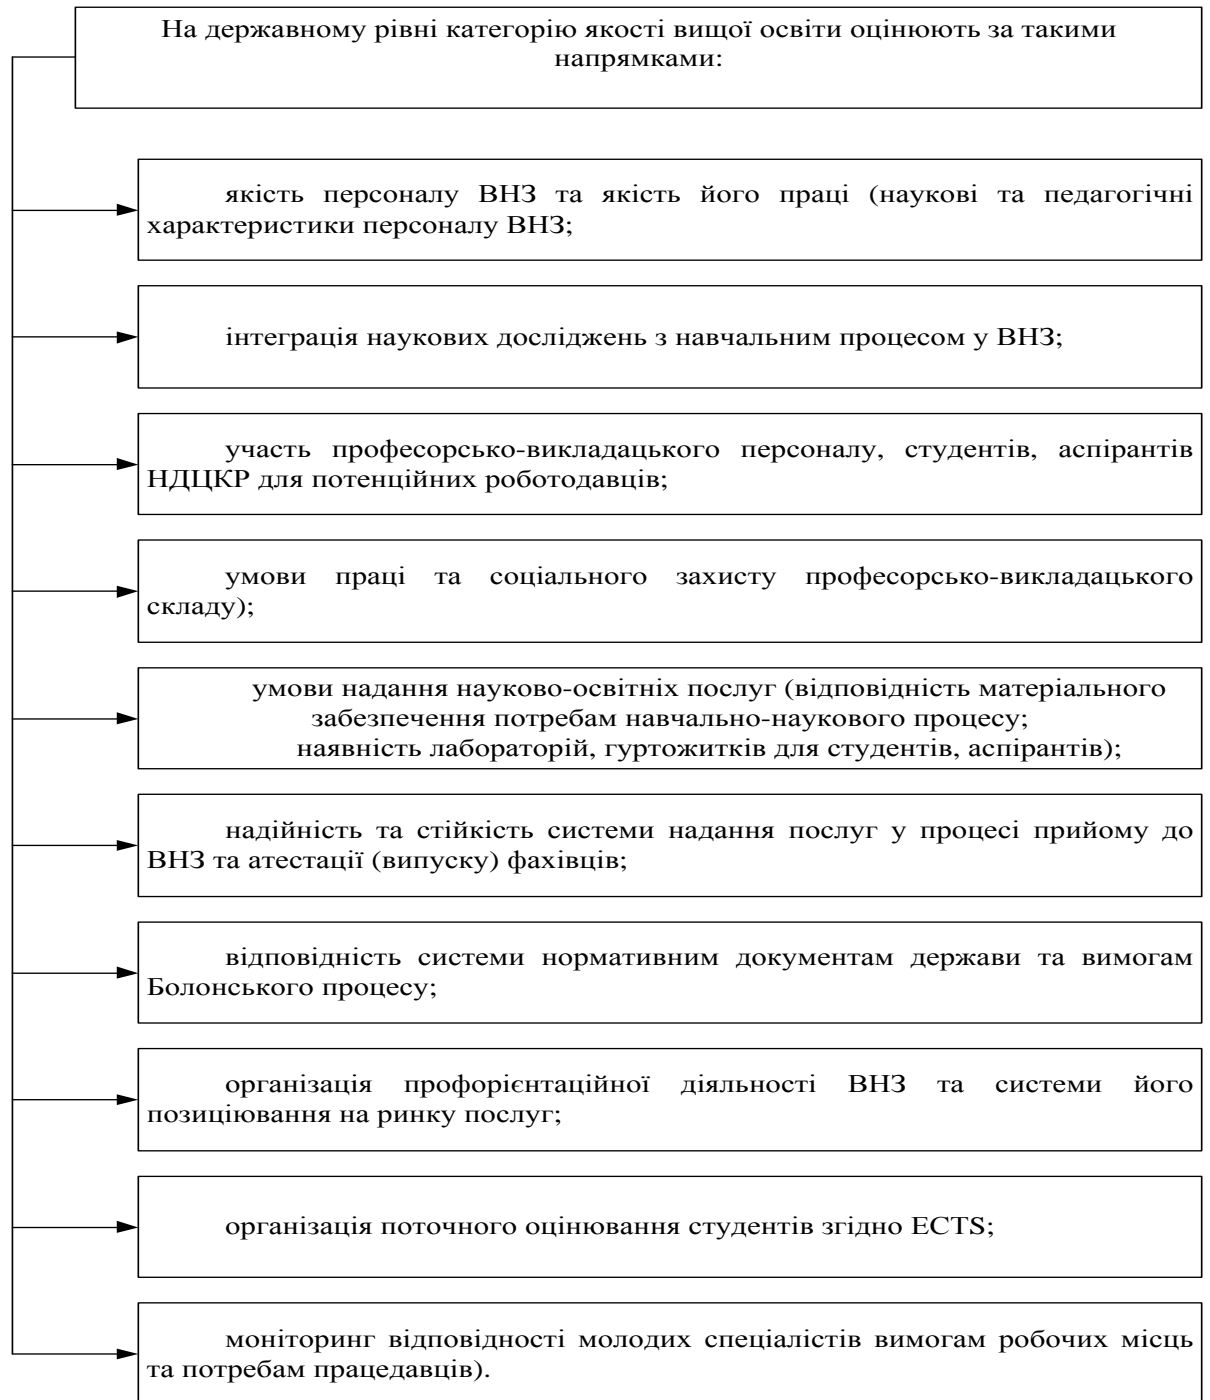 На державному рівні категорію якості вищої освіти оцінюють за такими
напрямками:
якість персоналу ВНЗ та якість його праці (наукові та педагогічні
характеристики персоналу ВНЗ;
інтеграція наукових досліджень з навчальним процесом у ВНЗ;
участь професорсько-викладацького персоналу, студентів, аспірантів
НДЦКР для потенційних роботодавців;
умови праці та соціального захисту професорсько-викладацького
складу);
умови надання науково-освітніх послуг (відповідність матеріального
забезпечення потребам навчально-наукового процесу;
наявність лабораторій, гуртожитків для студентів, аспірантів);
надійність та стійкість системи надання послуг у процесі прийому до
ВНЗ та атестації (випуску) фахівців;
відповідність системи нормативним документам держави та вимогам
Болонського процесу;
організація профорієнтаційної діяльності ВНЗ та системи його
позиціювання на ринку послуг;
організація поточного оцінювання студентів згідно ECTS;
моніторинг відповідності молодих спеціалістів вимогам робочих місць
та потребам працедавців).